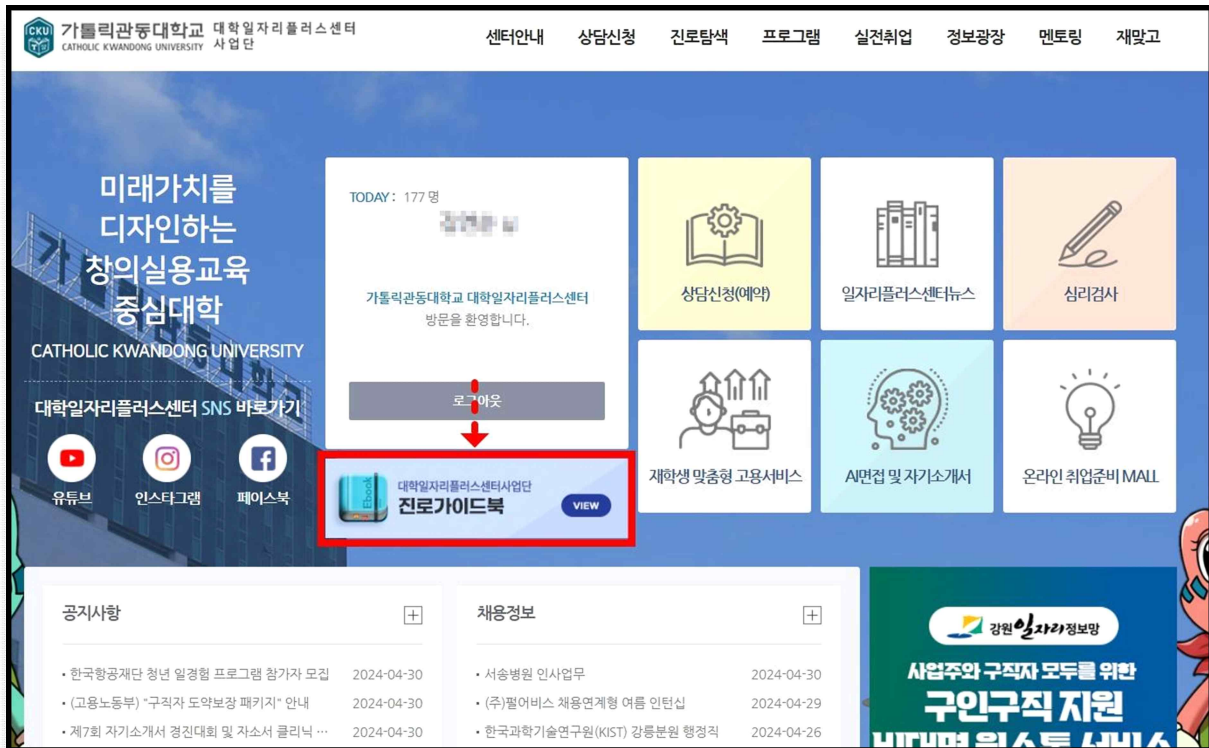 CKU
가톨릭관동대학교
CATHOLIC KWANDONG UNIVERSITY
대학일자리플러스센터
사업단
센터안내 상담신청 진로탐색 프로그램 실전취업 정보광장 멘토링 재맞고
미래가치를
디자인하는
창의실용교육
중심대학
CATHOLIC KWANDONG UNIVERSITY
대학일자리플러스센터 SNS 바로가기
유튜브 인스타그램 페이스북
TODAY : 177 명
가톨릭관동대학교 대학일자리플러스센터
방문을 환영합니다.
로그아웃
Ebook
대학일자리플러스센터사업단
진로가이드북
VIEW
상담신청(예약)
일자리플러스센터뉴스
심리검사
재학생 맞춤형 고용서비스
AI면접 및 자기소개서
온라인 취업준비 MALL
공지사항
• 한국항공재단 청년 일경험 프로그램 참가자 모집 2024-04-30
• (고용노동부) "구직자 도약보장 패키지" 안내 2024-04-30
• 제7회 자기소개서 경진대회 및 자소서 클리닉 … 2024-04-30
채용정보
• 서송병원 인사업무 2024-04-30
• (주)펄어비스 채용연계형 여름 인턴십 2024-04-29
• 한국과학기술연구원(KIST) 강릉분원 행정직 2024-04-26
강원일자리정보망
사업주와 구직자 모두를 위한
구인구직 지원
비대면 원스톱 서비스